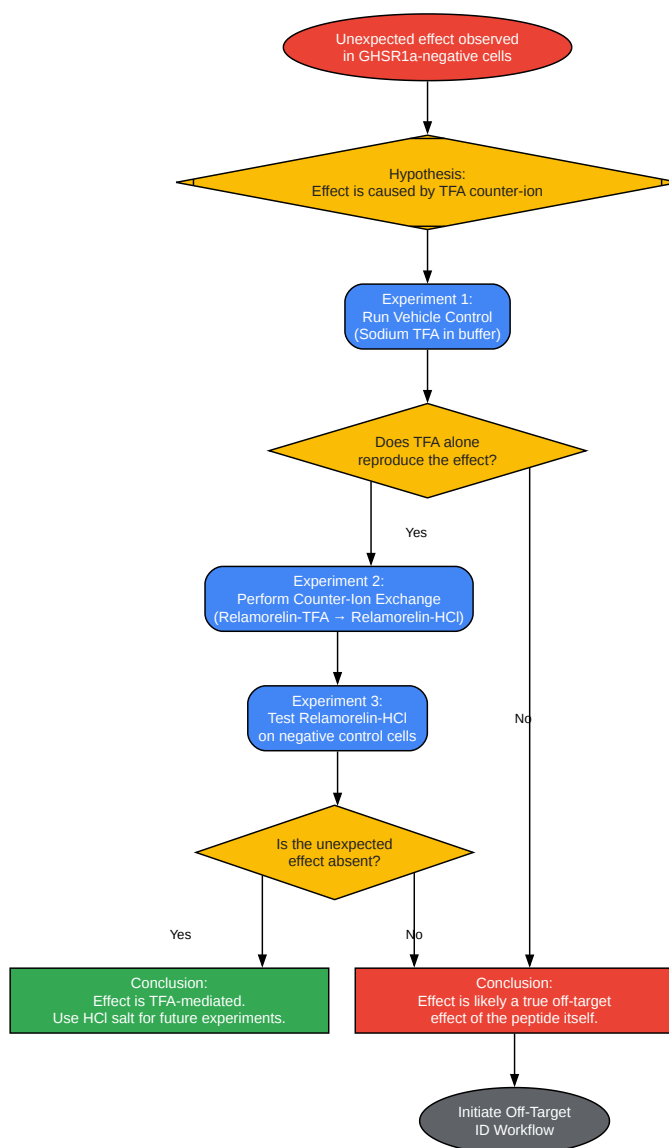 Unexpected effect observed
in GHSR1a-negative cells
Hypothesis:
Effect is caused by TFA counter-ion
Experiment 1:
Run Vehicle Control
(Sodium TFA in buffer)
Does TFA alone
reproduce the effect?
Yes
Experiment 2:
Perform Counter-Ion Exchange
(Relamorelin-TFA → Relamorelin-HCl)
Experiment 3:
Test Relamorelin-HCl
on negative control cells
No
Is the unexpected
effect absent?
Yes
No
Conclusion:
Effect is TFA-mediated.
Use HCl salt for future experiments.
Conclusion:
Effect is likely a true off-target
effect of the peptide itself.
Initiate Off-Target
ID Workflow